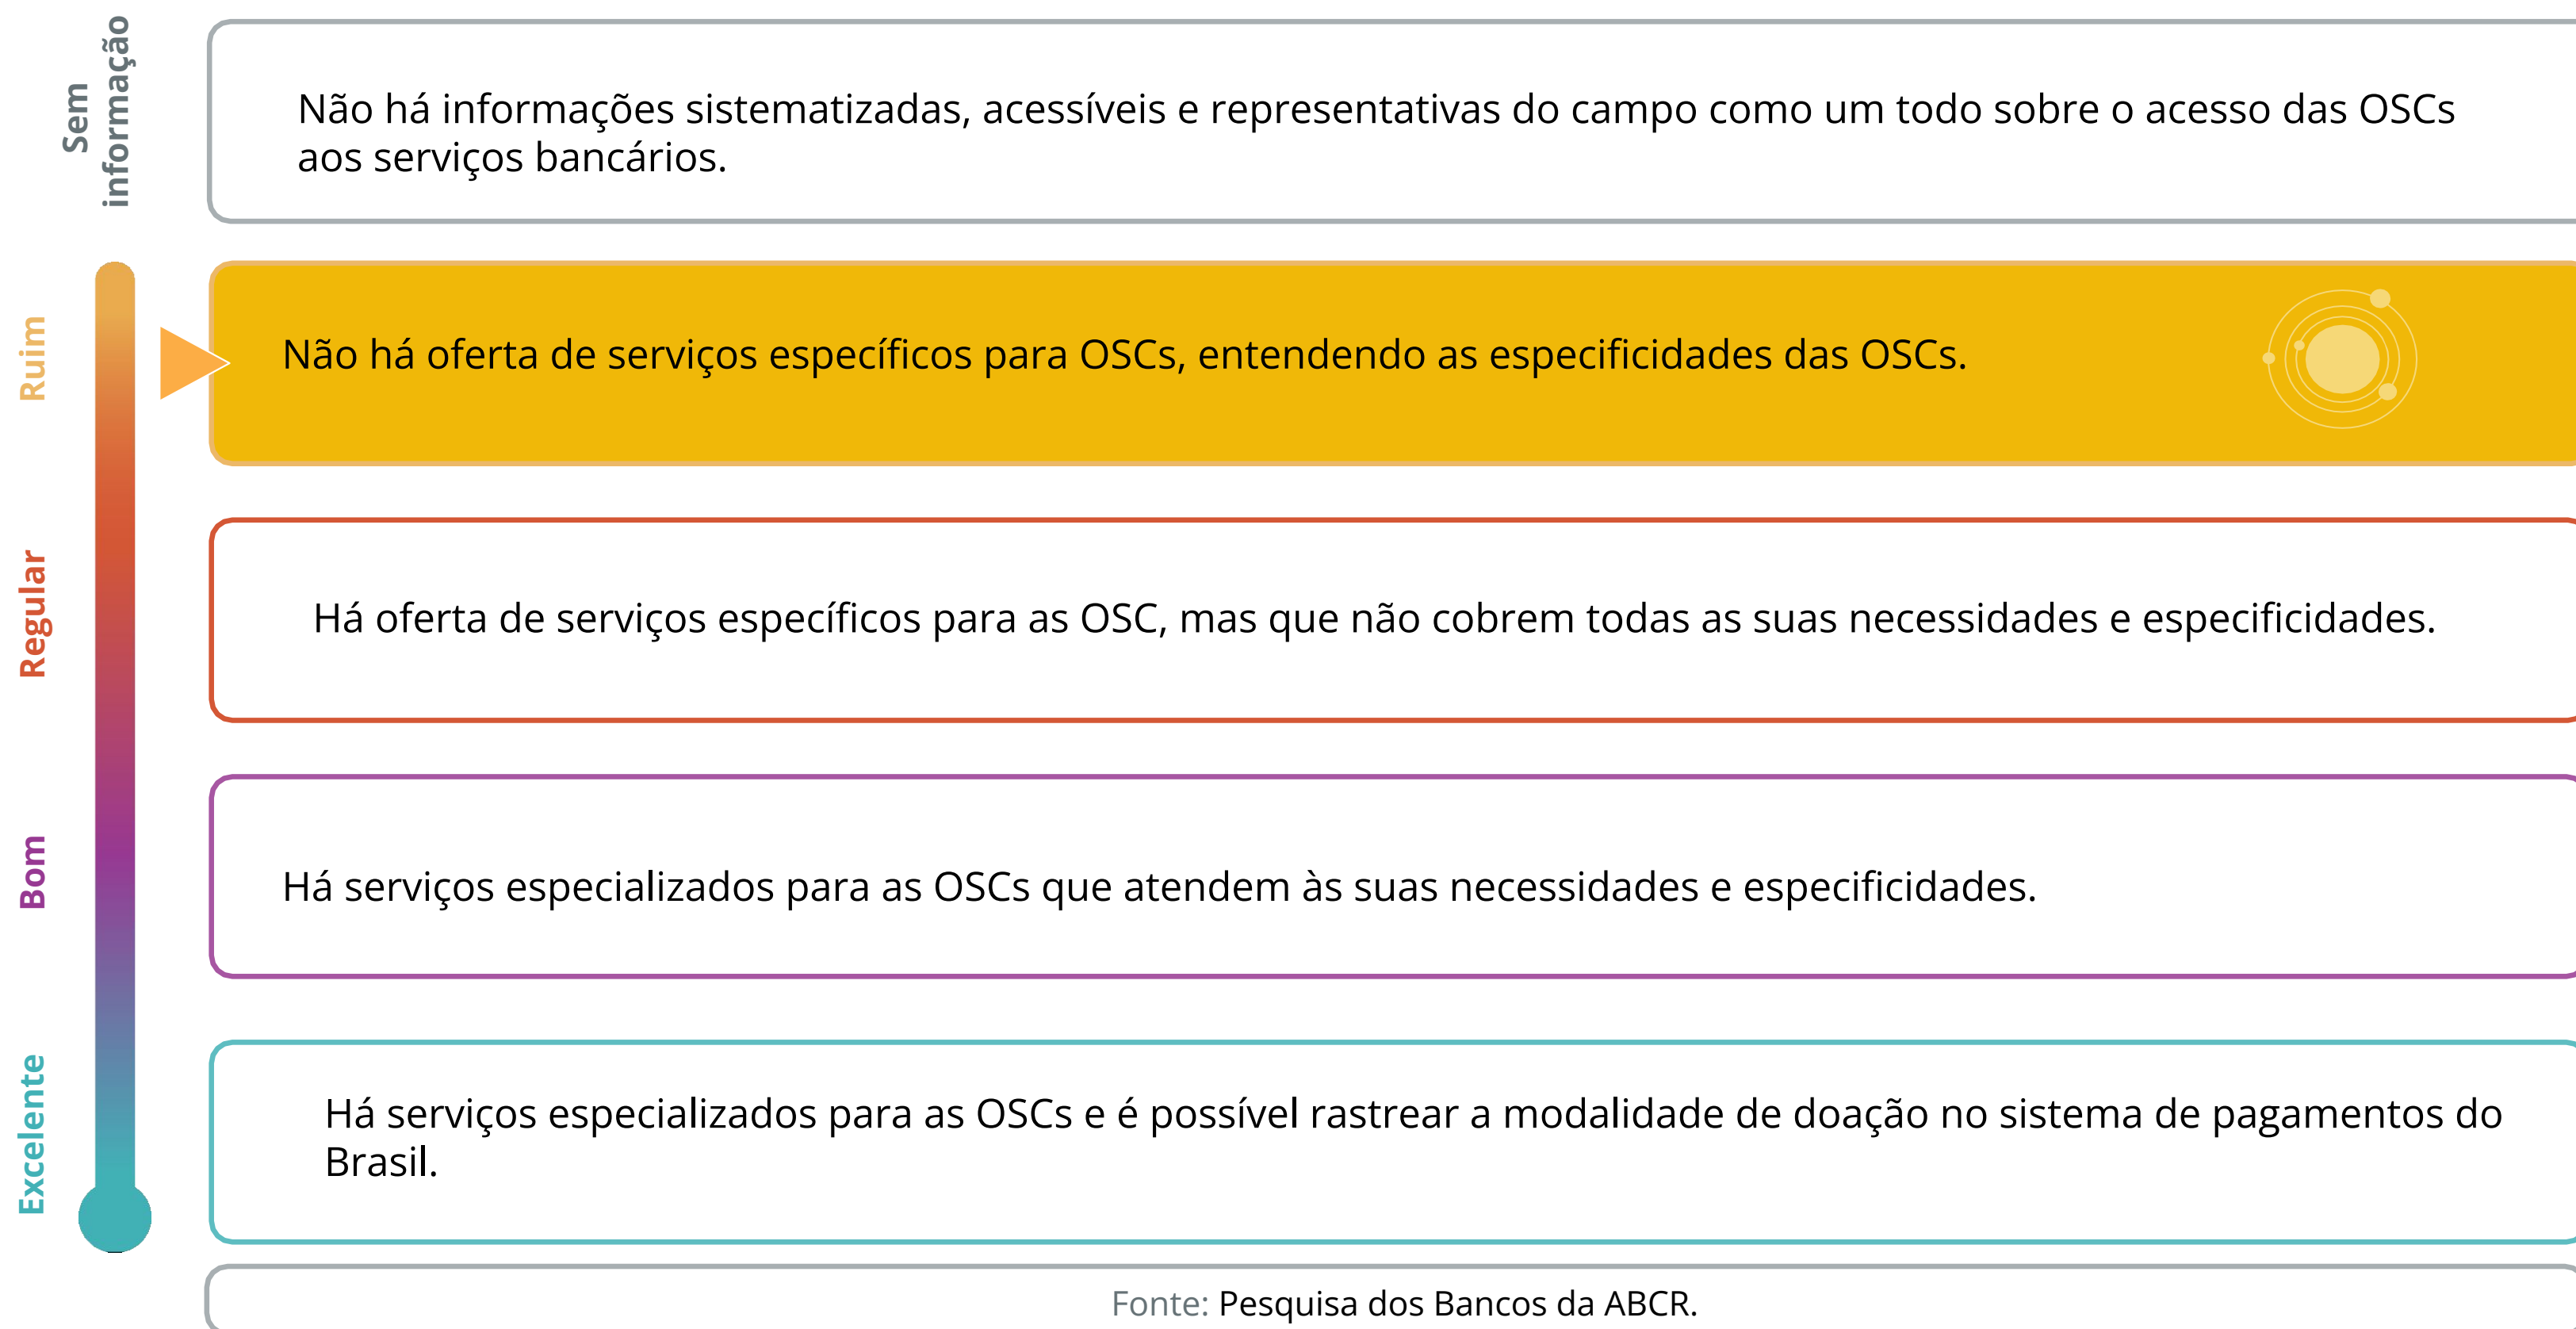 Sem
informação
Não há informações sistematizadas, acessíveis e representativas do campo como um todo sobre o acesso das OSCs
aos serviços bancários.
Ruim
Não há oferta de serviços específicos para OSCs, entendendo as especificidades das OSCs.
Regular
Há oferta de serviços específicos para as OSC, mas que não cobrem todas as suas necessidades e especificidades.
Bom
Há serviços especializados para as OSCs que atendem às suas necessidades e especificidades.
Excelente
Há serviços especializados para as OSCs e é possível rastrear a modalidade de doação no sistema de pagamentos do
Brasil.
Fonte: Pesquisa dos Bancos da ABCR.